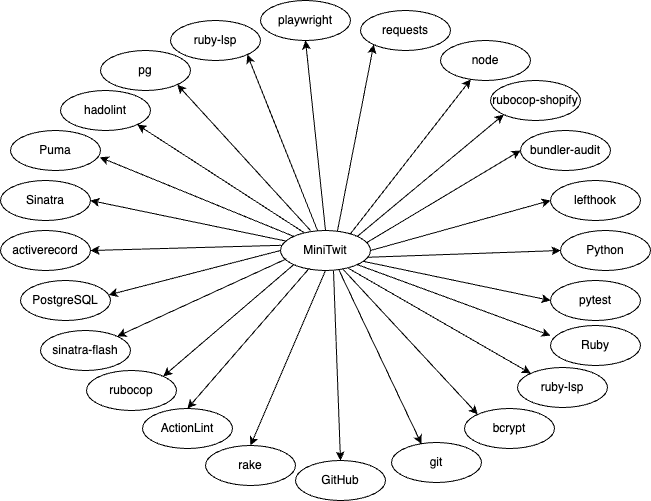 playwright
requests
ruby-lsp
node
pg
rubocop-shopify
hadolint
Puma
bundler-audit
Sinatra
lefthook
activerecord
MiniTwit
Python
PostgreSQL
pytest
sinatra-flash
Ruby
rubocop
ruby-lsp
ActionLint
bcrypt
rake
git
GitHub